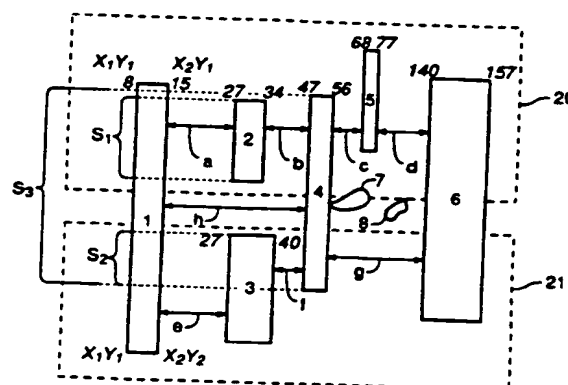 68 77
X₁Y₁ X₂Y₁
8 15 27 34 47 56 140 157
5
20
S₁
a 2 b c d
S₃
4 7
8 6
1 h
S₂ 27 40
g 21
3 f
e
X₁Y₁ X₂Y₂